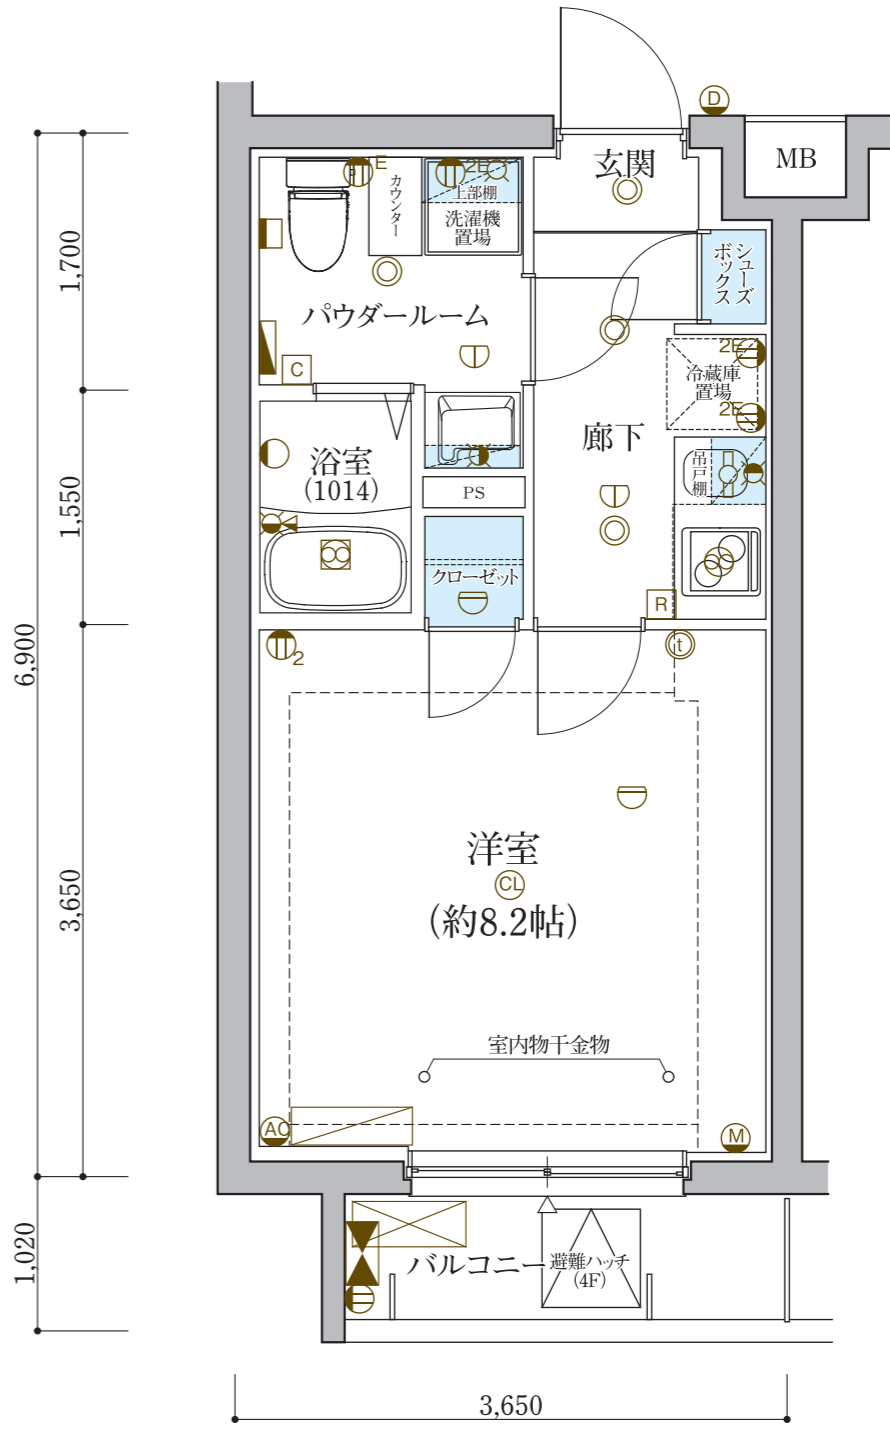 D
玄関
MB
E
カウンター
2E
上部棚
洗濯機
置場
シューズ
ボックス
1,700
パウダールーム
C
2E
冷蔵庫
置場
2E
廊下
吊戸棚
浴室
(1014)
1,550
PS
クローゼット
R
6,900
2
t
3,650
洋室
CL
(約8.2帖)
室内物干金物
AC
M
1,020
バルコニー
避難ハッチ
(4F)
3,650